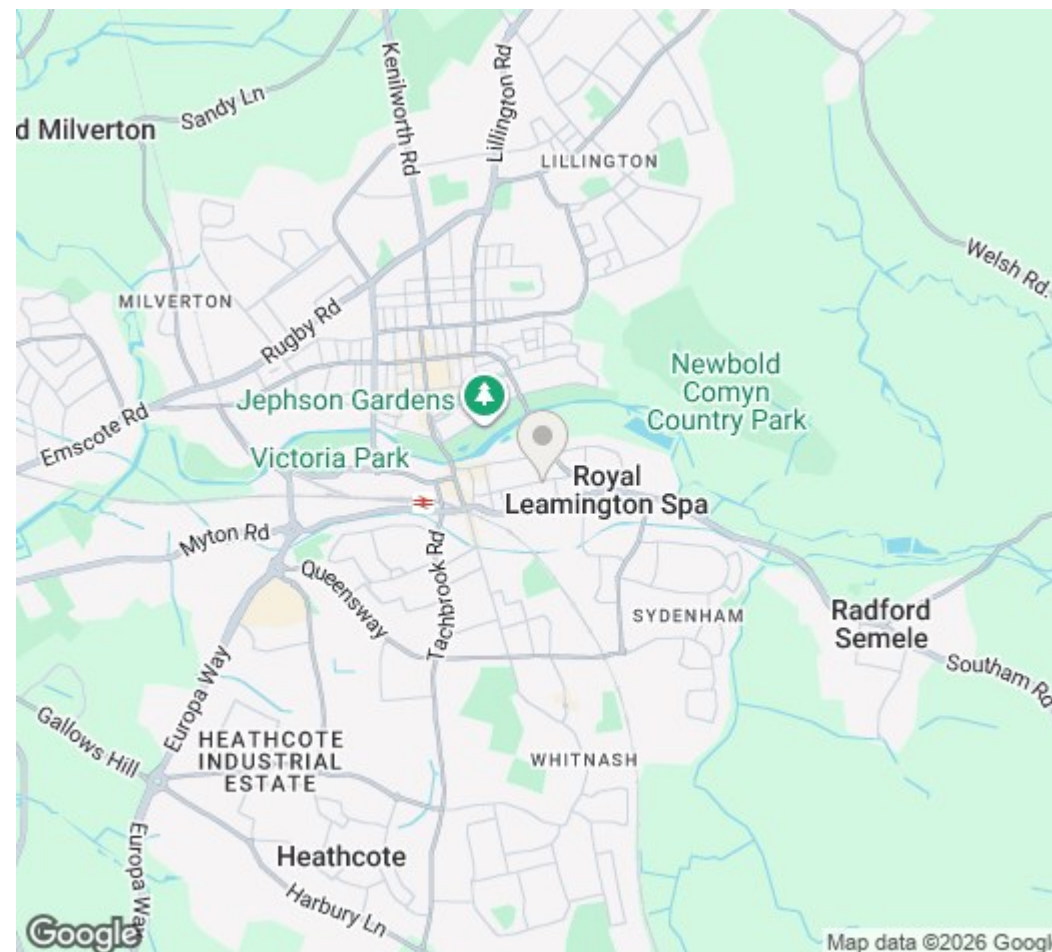 Kenilworth Rd
Lillington Rd
Sandy Ln
d Milverton
LILLINGTON
Welsh Rd.
MILVERTON
Rugby Rd
Newbold
Comyn
Country Park
Jephson Gardens
Emscote Rd
Victoria Park
Royal
Leamington Spa
Myton Rd
Queensway
Tachbrook Rd
SYDENHAM
Radford
Semele
Southam Rd
Europa Way
Gallows Hill
HEATHCOTE
INDUSTRIAL
ESTATE
WHITNASH
Europa Way
Heathcote
Harbury Ln
Google
Map data ©2026 Googl